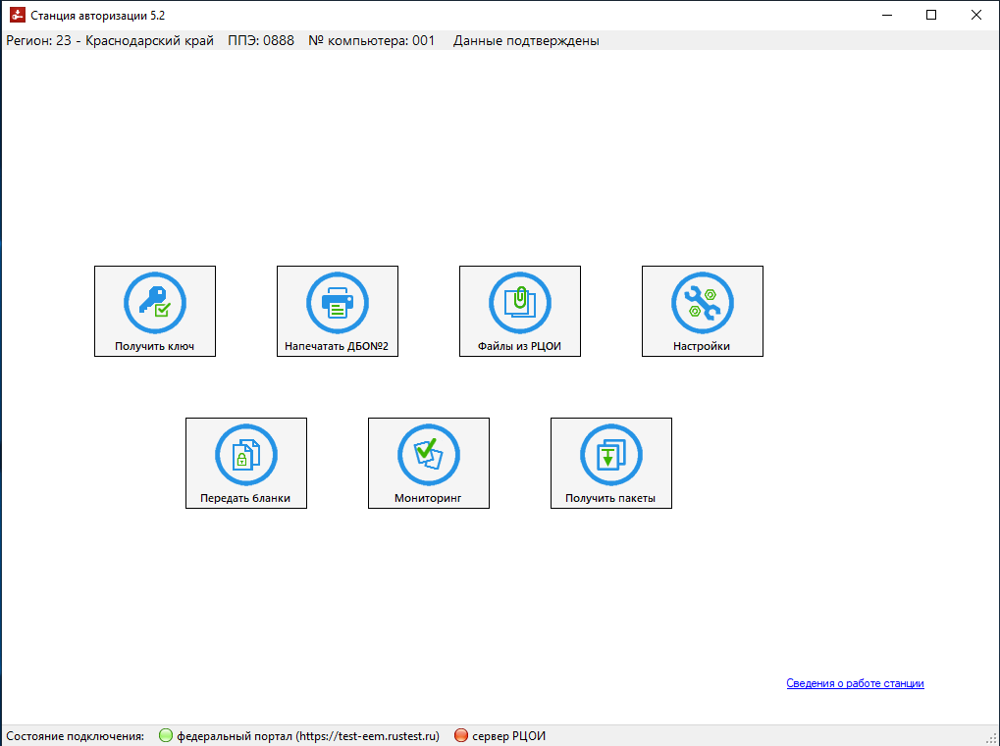 Станция авторизации 5.2
Регион: 23 - Краснодарский край ППЭ: 0888 № компьютера: 001 Данные подтверждены
Получить ключ
Напечатать ДБО№2
Файлы из РЦОИ
Настройки
Передать бланки
Мониторинг
Получить пакеты
Сведения о работе станции
Состояние подключения: федеральный портал (https://test-eem.rustest.ru) сервер РЦОИ